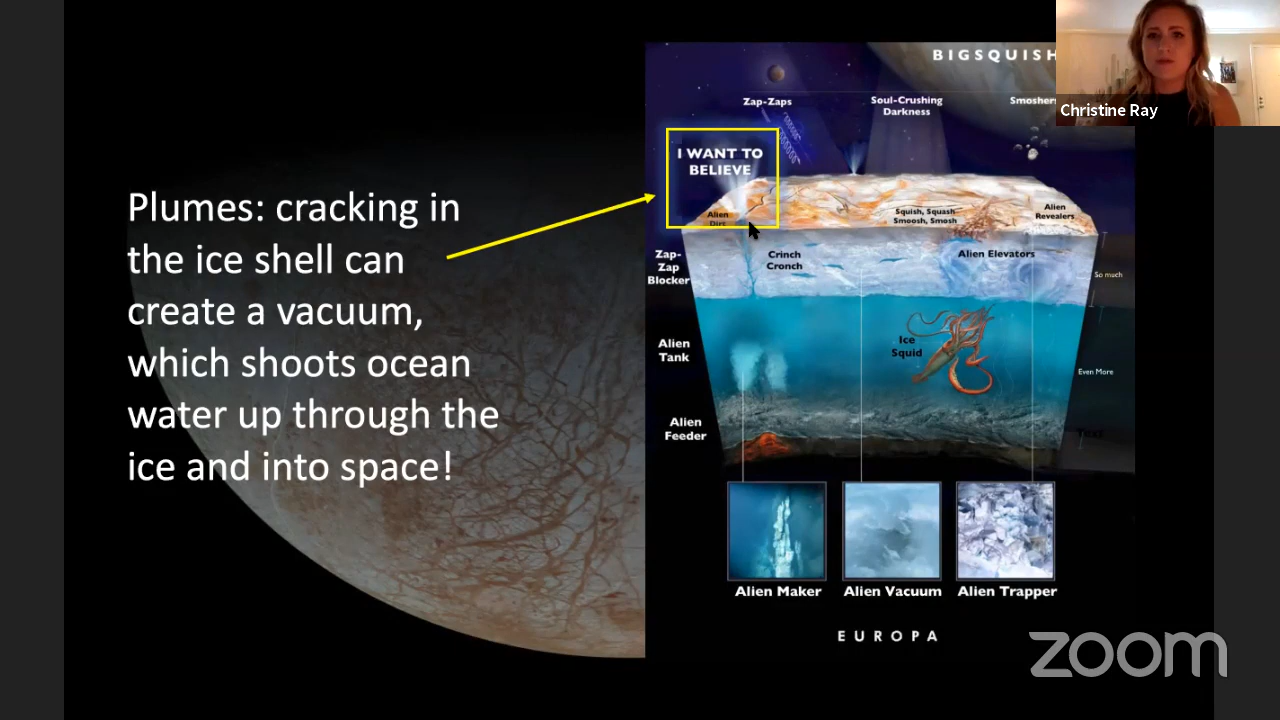 Plumes: cracking in
the ice shell can
create a vacuum,
which shoots ocean
water up through the
ice and into space!
BIGSQUISH
Zap-Zaps
Soul-Crushing
Darkness
Smoshers
I WANT TO
BELIEVE
Alien
Dirt
Squish, Squash
Smoosh, Smosh
Alien
Revealers
Zap-
Zap
Blocker
Crinch
Cronch
Alien Elevators
So much
Alien
Tank
Ice
Squid
Even More
Alien
Feeder
Alien Maker
Alien Vacuum
Alien Trapper
EUROPA
Christine Ray
zoom